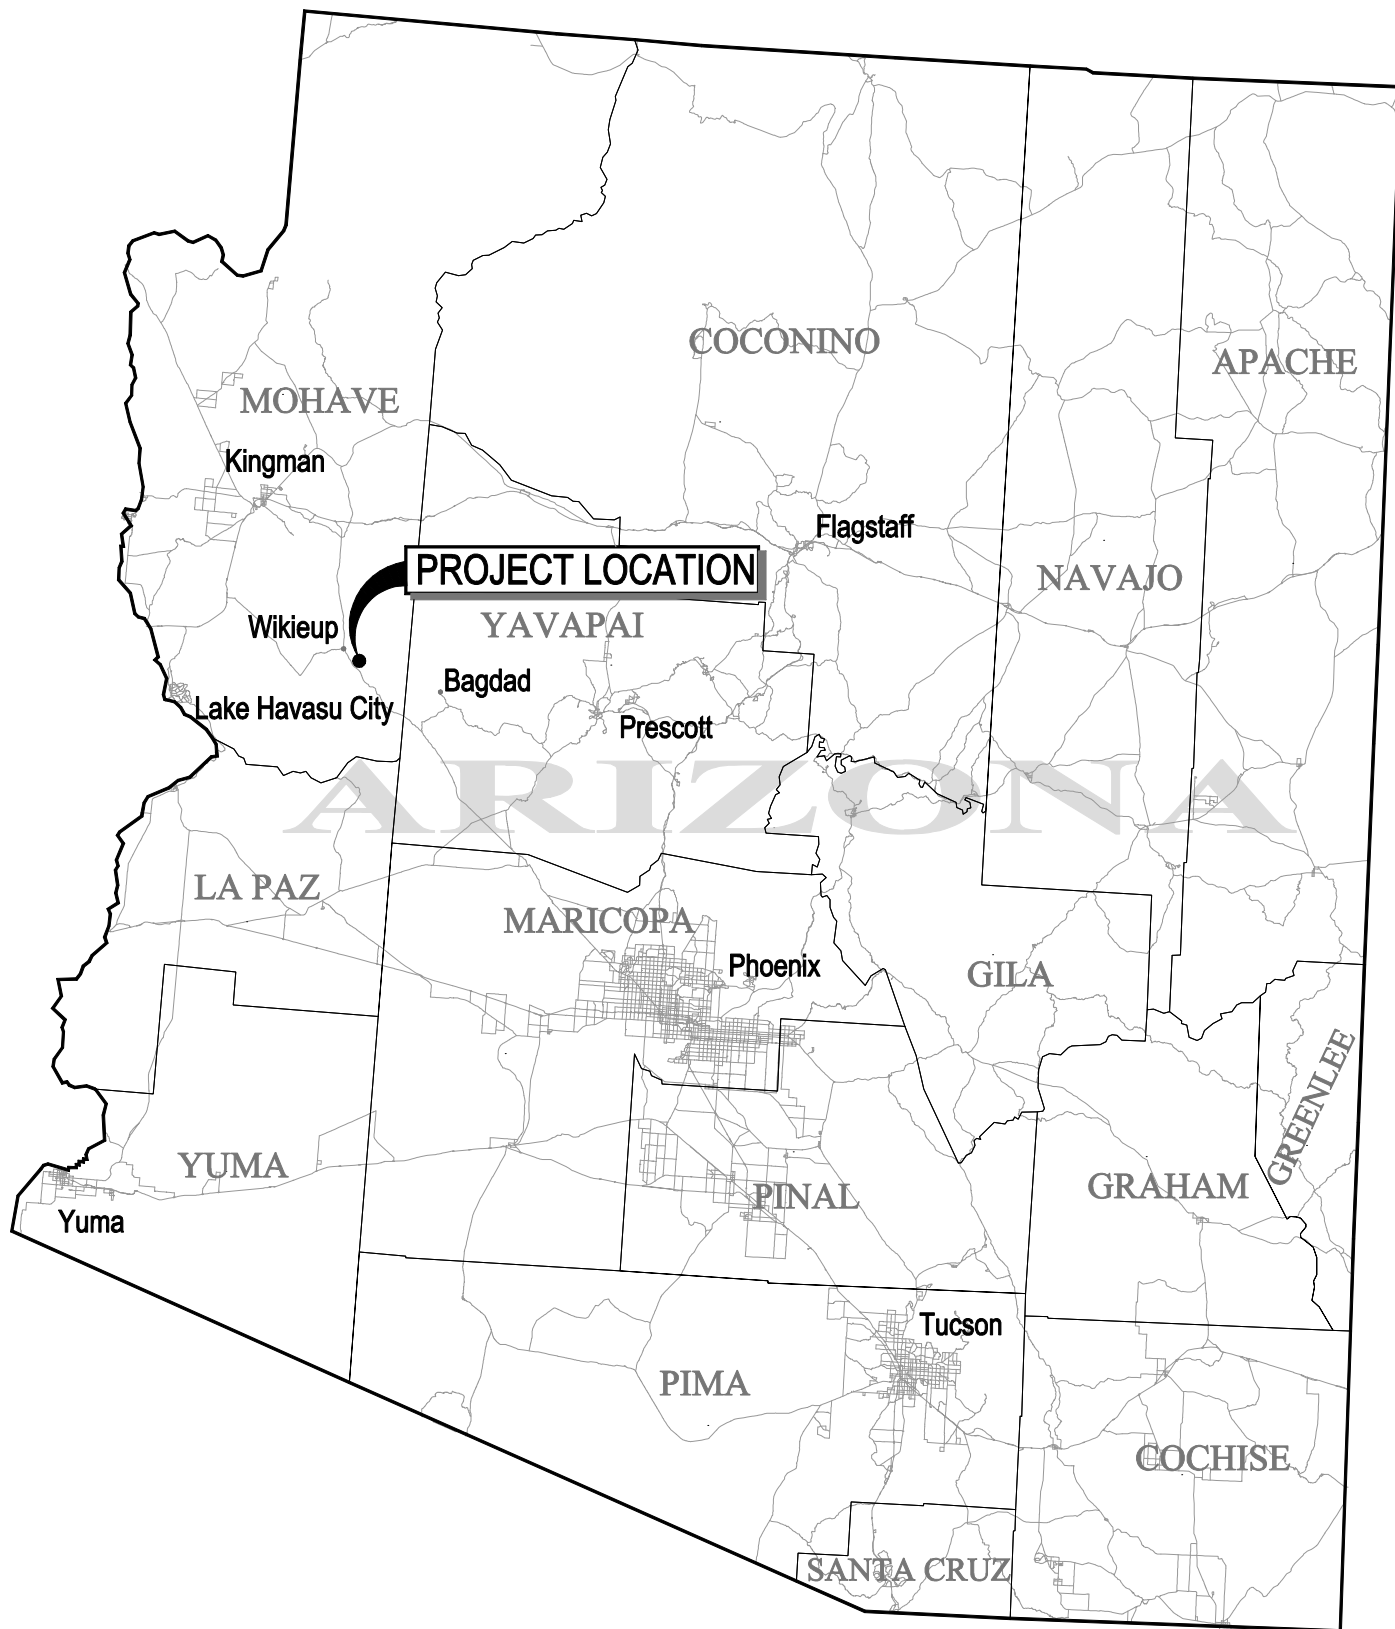 COCONINO
APACHE
MOHAVE
Kingman
Flagstaff
PROJECT LOCATION
NAVAJO
Wikieup
YAVAPAI
Bagdad
Lake Havasu City
Prescott
ARIZONA
LA PAZ
MARICOPA
Phoenix
GILA
GREENLEE
YUMA
PINAL
GRAHAM
Yuma
Tucson
PIMA
COCHISE
SANTA CRUZ